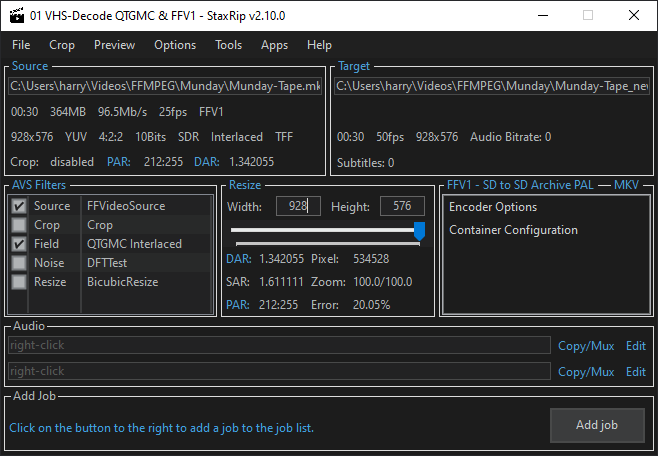 01 VHS-Decode QTGMC & FFV1 - StaxRip v2.10.0
File Crop Preview Options Tools Apps Help
Source
C:\Users\harry\Videos\FFMPEG\Munday\Munday-Tape.mk
00:30 364MB 96.5Mb/s 25fps FFV1
928x576 YUV 4:2:2 10Bits SDR Interlaced TFF
Crop: disabled PAR: 212:255 DAR: 1.342055
Target
C:\Users\harry\Videos\FFMPEG\Munday\Munday-Tape_new
00:30 50fps 928x576 Audio Bitrate: 0
Subtitles: 0
AVS Filters
Source FFVideoSource
Crop Crop
Field QTGMC Interlaced
Noise DFTTest
Resize BicubicResize
Resize
Width: 928 Height: 576
DAR: 1.342055 Pixel: 534528
SAR: 1.611111 Zoom: 100.0/100.0
PAR: 212:255 Error: 20.05%
FFV1 - SD to SD Archive PAL MKV
Encoder Options
Container Configuration
Audio
right-click Copy/Mux Edit
right-click Copy/Mux Edit
Add Job
Click on the button to the right to add a job to the job list.
Add job